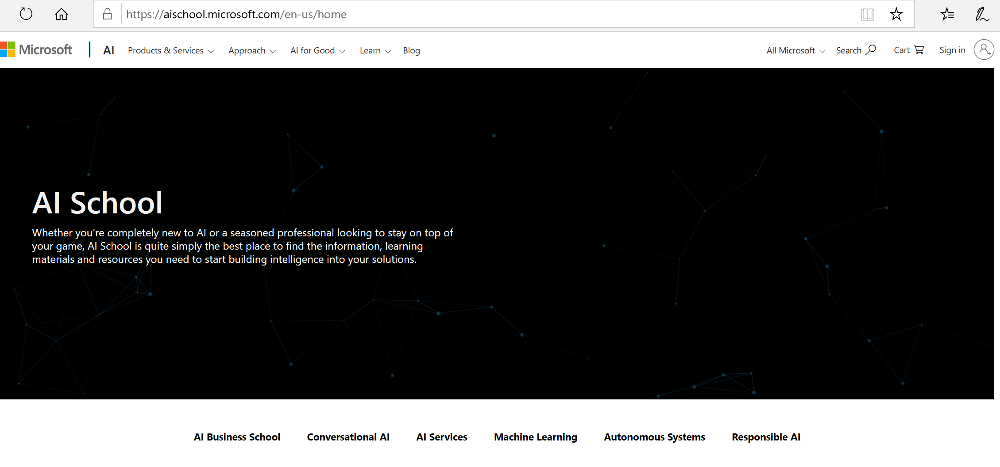 https://aischool.microsoft.com/en-us/home
Microsoft AI Products & Services Approach AI for Good Learn Blog All Microsoft Search Cart Sign in
AI School
Whether you’re completely new to AI or a seasoned professional looking to stay on top of
your game, AI School is quite simply the best place to find the information, learning
materials and resources you need to start building intelligence into your solutions.
AI Business School Conversational AI AI Services Machine Learning Autonomous Systems Responsible AI